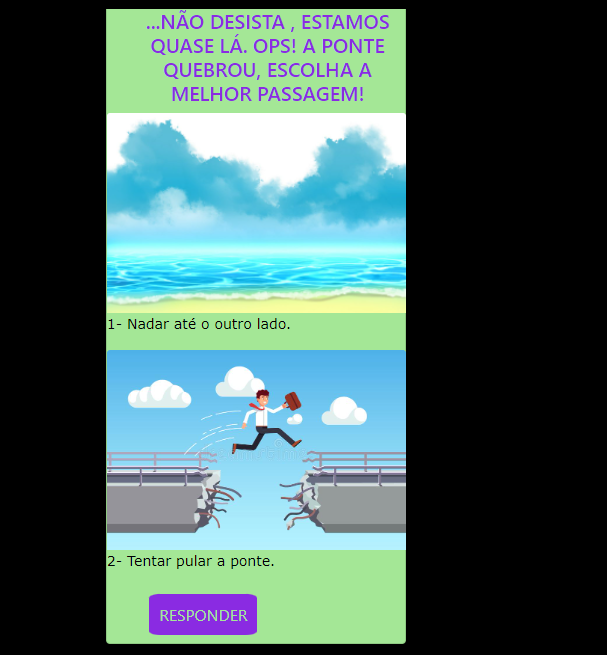 ...NÃO DESISTA , ESTAMOS
QUASE LÁ. OPS! A PONTE
QUEBROU, ESCOLHA A
MELHOR PASSAGEM!
1- Nadar até o outro lado.
2- Tentar pular a ponte.
RESPONDER